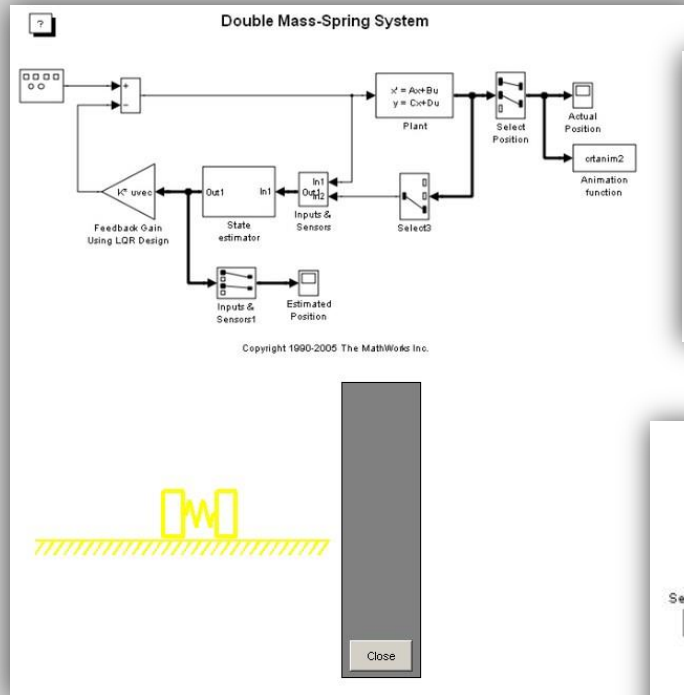 ?
Double Mass-Spring System
+
−
x' = Ax+Bu
y = Cx+Du
Plant
Select
Position
Actual
Position
crtanim2
Animation
function
K* uvec
Feedback Gain
Using LQR Design
Out1
In1
State
estimator
In1
Out1
In2
Inputs &
Sensors
Select3
Inputs &
Sensors1
Estimated
Position
Copyright 1990-2005 The MathWorks Inc.
Close
Se